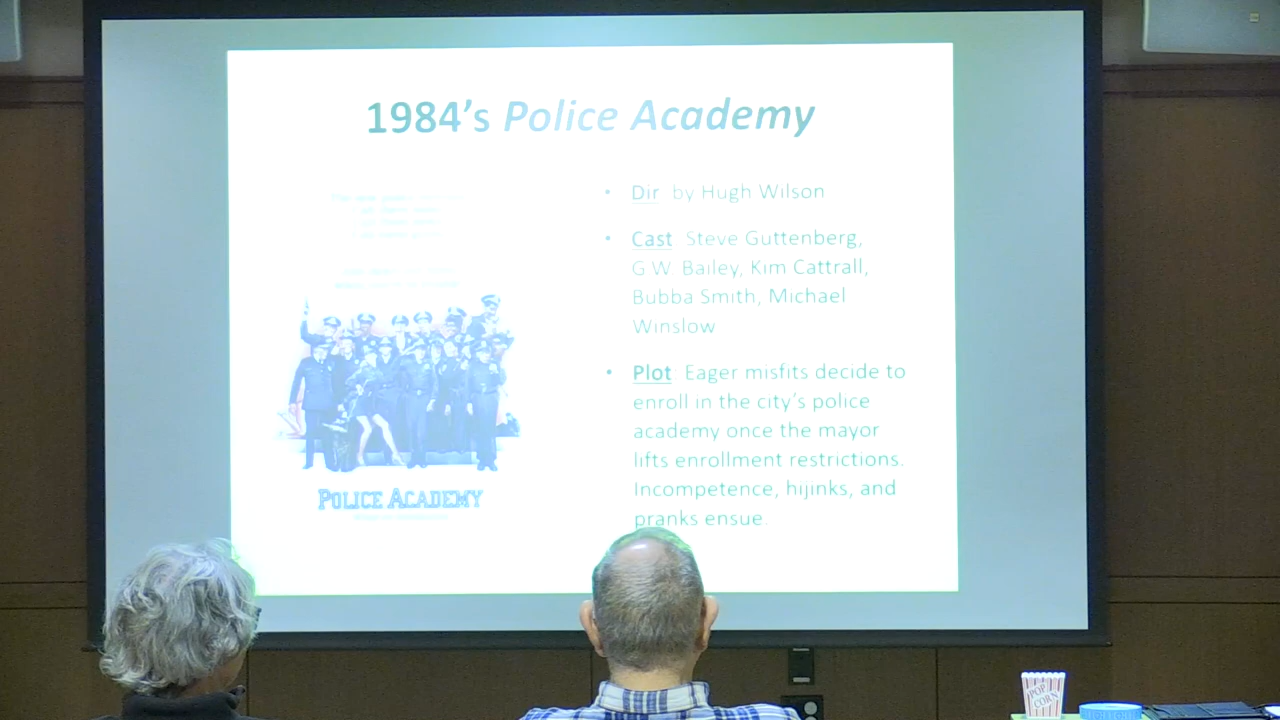 1984's Police Academy
Dir by Hugh Wilson
Cast Steve Guttenberg,
G.W. Bailey, Kim Cattrall,
Bubba Smith, Michael
Winslow
Plot: Eager misfits decide to
enroll in the city's police
academy once the mayor
lifts enrollment restrictions.
Incompetence, hijinks, and
pranks ensue.
POLICE ACADEMY
POP
CORN